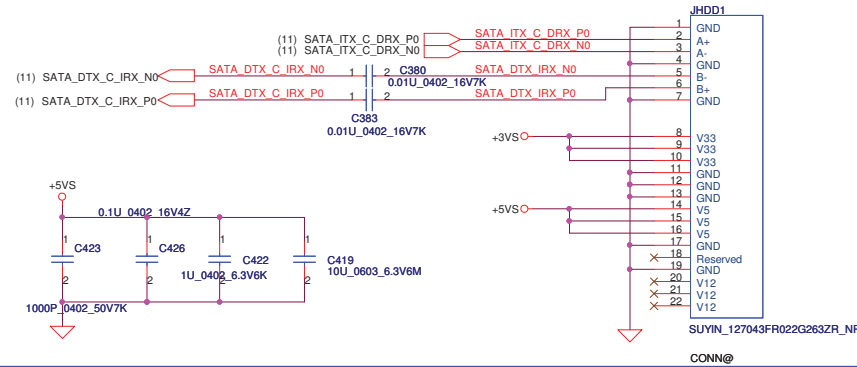 JHDD1
(11) SATA_ITX_C_DRX_P0 SATA_ITX_C_DRX_P0 1 GND
(11) SATA_ITX_C_DRX_N0 SATA_ITX_C_DRX_N0 2 A+
3 A-
4 GND
(11) SATA_DTX_C_IRX_N0 SATA_DTX_C_IRX_N0 1 2 C380 SATA_DTX_IRX_N0 5 B-
0.01U_0402_16V7K
(11) SATA_DTX_C_IRX_P0 SATA_DTX_C_IRX_P0 1 2 SATA_DTX_IRX_P0 6 B+
7 GND
C383
0.01U_0402_16V7K
+3VS 8 V33
9 V33
10 V33
11 GND
12 GND
13 GND
+5VS 14 V5
15 V5
16 V5
17 GND
18 Reserved
19 GND
20 V12
21 V12
22 V12
+5VS
0.1U_0402_16V4Z
1 1 1 1
C423 C426 C422 C419
1U_0402_6.3V6K 10U_0603_6.3V6M
2 2 2 2
1000P_0402_50V7K
SUYIN_127043FR022G263ZR_NR
CONN@